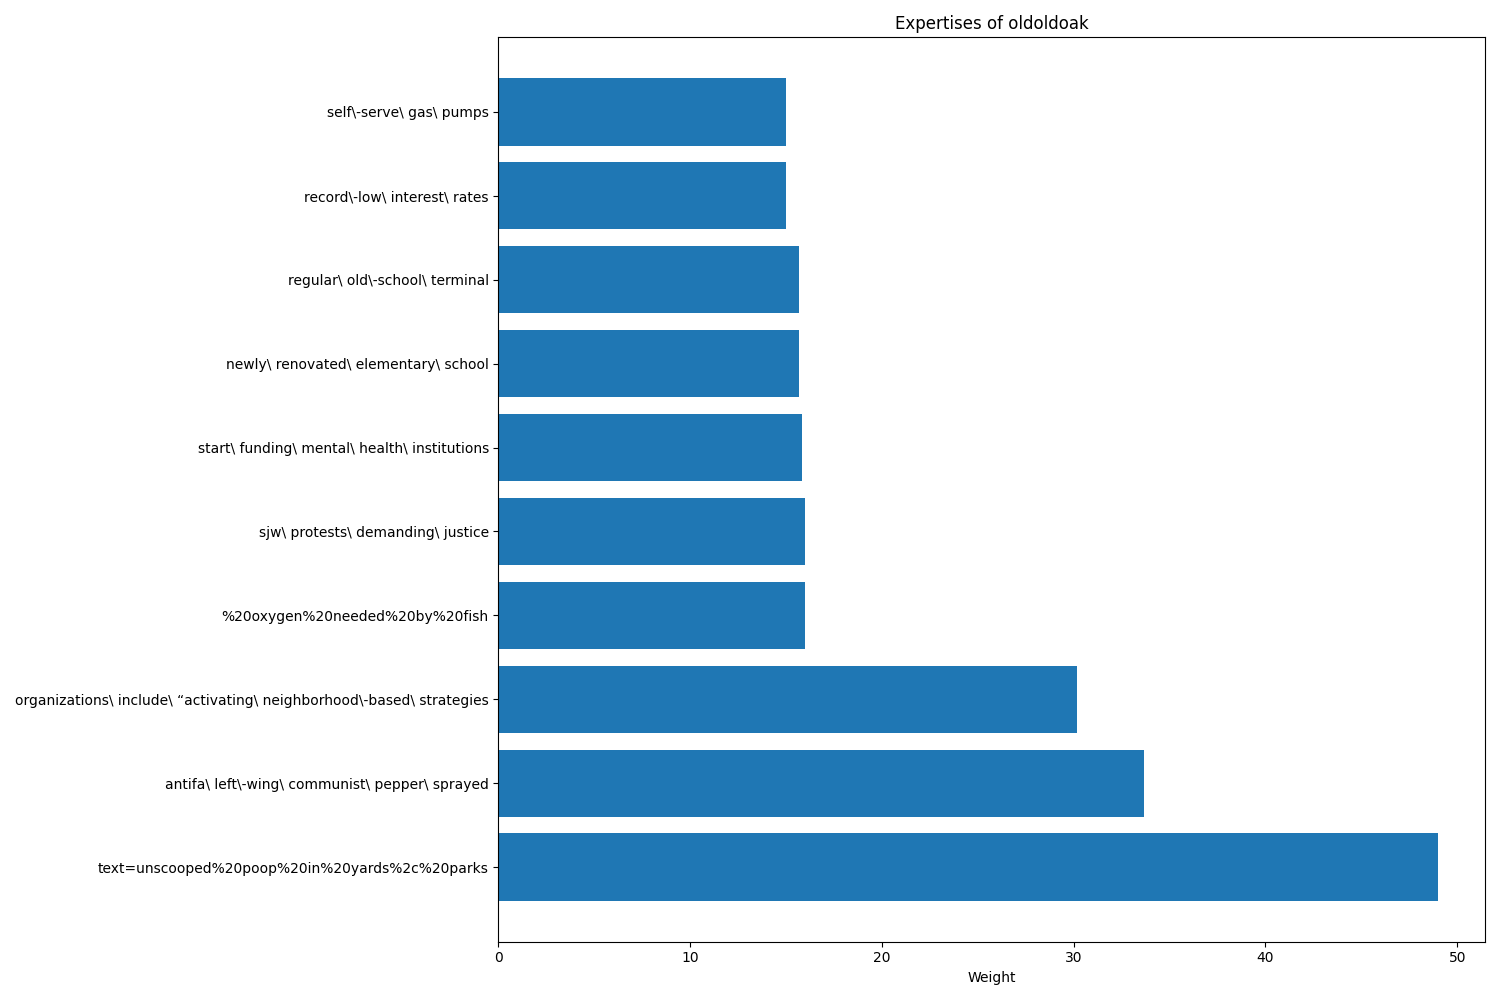 Expertises of oldoldoak
self\-serve\ gas\ pumps
record\-low\ interest\ rates
regular\ old\-school\ terminal
newly\ renovated\ elementary\ school
start\ funding\ mental\ health\ institutions
sjw\ protests\ demanding\ justice
%20oxygen%20needed%20by%20fish
organizations\ include\ “activating\ neighborhood\-based\ strategies
antifa\ left\-wing\ communist\ pepper\ sprayed
text=unscooped%20poop%20in%20yards%2c%20parks
0 10 20 30 40 50
Weight